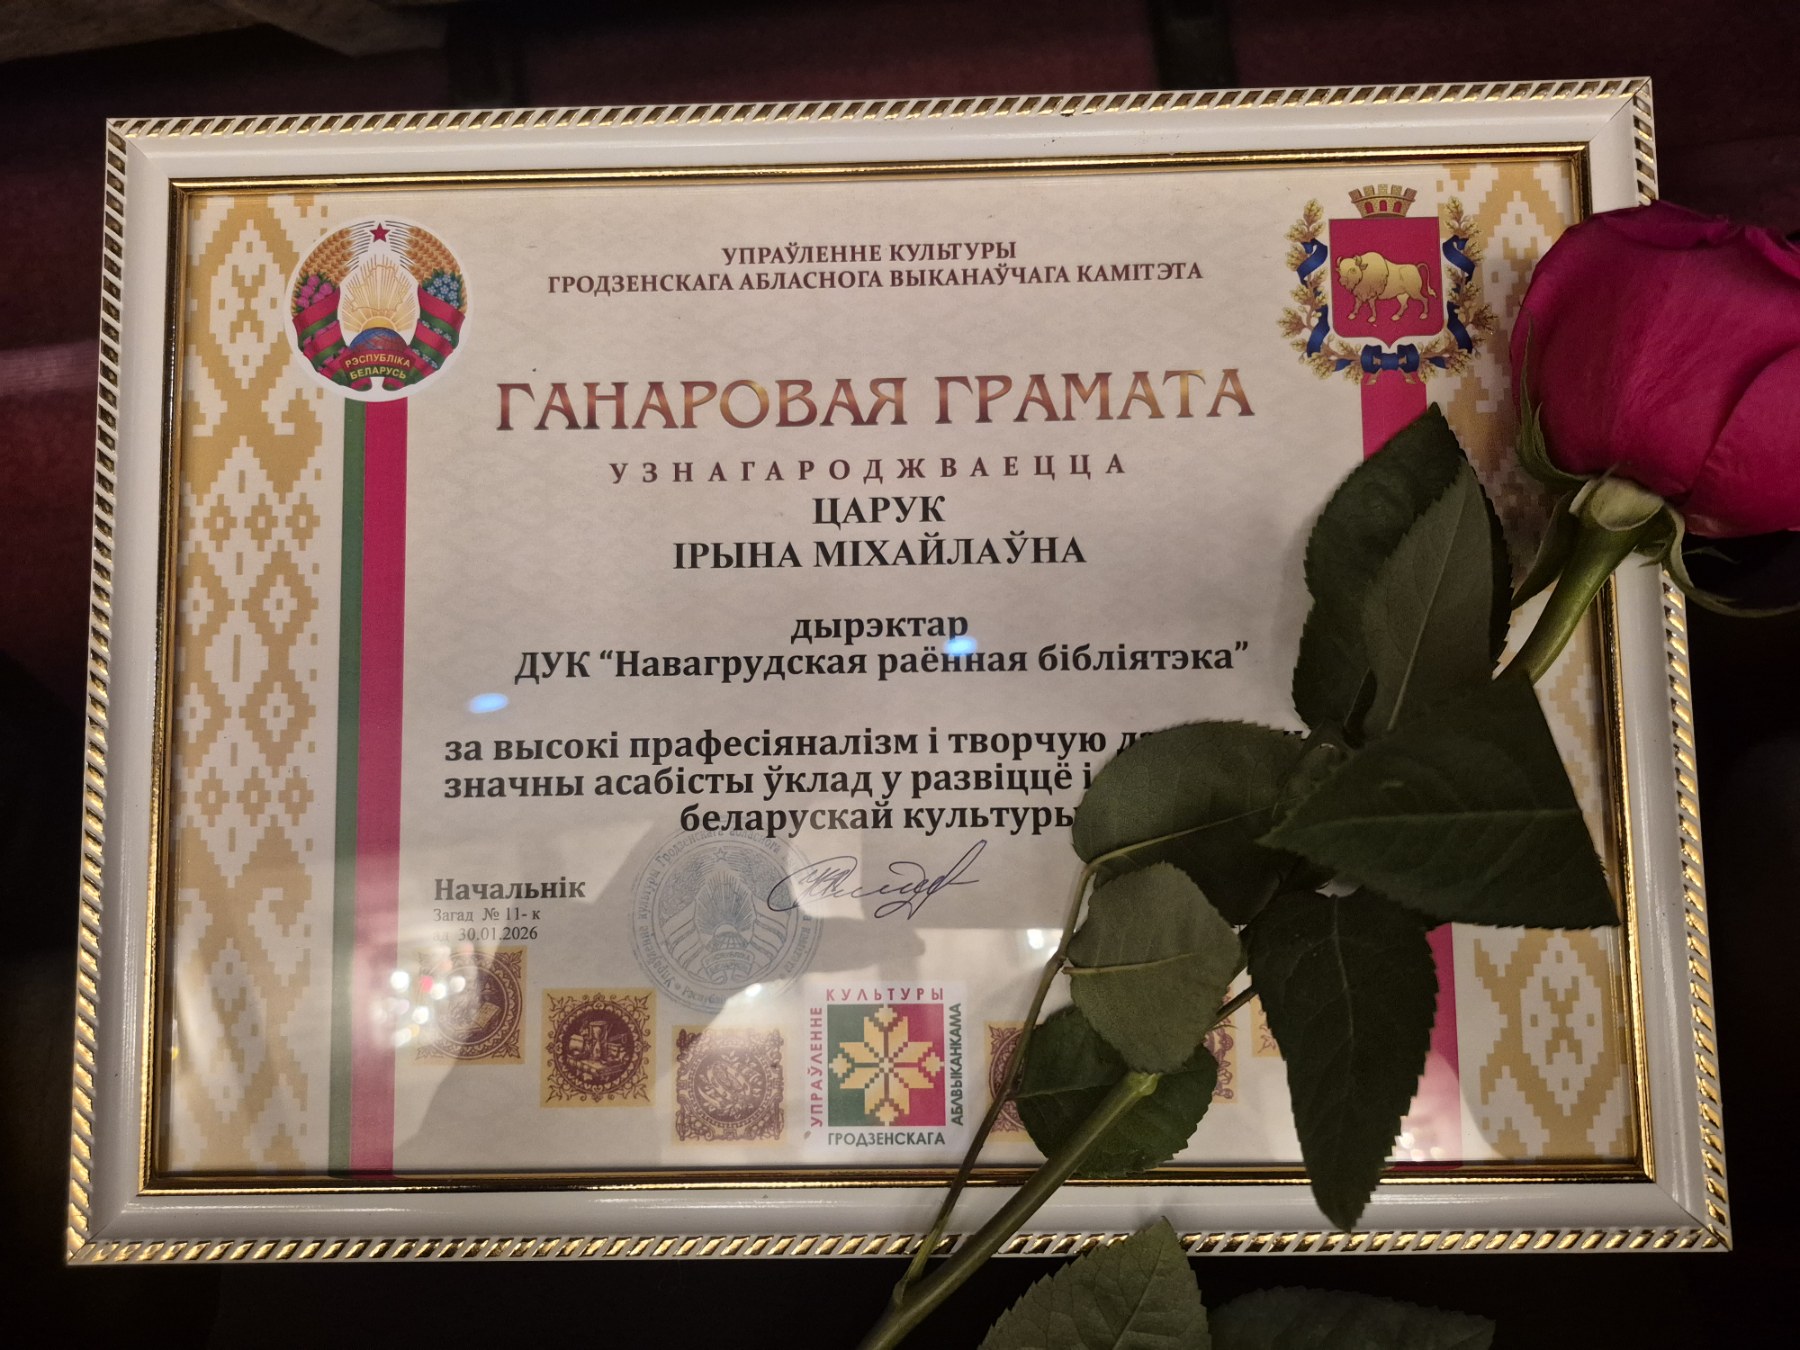 УПРАЎЛЕННЕ КУЛЬТУРЫ
ГРОДЗЕНСКАГА АБЛАСНОГА ВЫКАНАЎЧАГА КАМІТЭТА
РЭСПУБЛІКА
БЕЛАРУСЬ
ГАНАРОВАЯ ГРАМАТА
УЗНАГАРОДЖВАЕЦЦА
ЦАРУК
ІРЫНА МІХАЙЛАЎНА
дырэктар
ДУК “Навагрудская раённая бібліятэка”
за высокі прафесіяналізм і творчую
значны асабісты ўклад у развіццё і
беларускай культуры
Начальнік
Загад № 11- к
ад 30.01.2026
УПРАЎЛЕННЕ
КУЛЬТУРЫ
ГРОДЗЕНСКАГА
АБЛВЫКАНКАМА